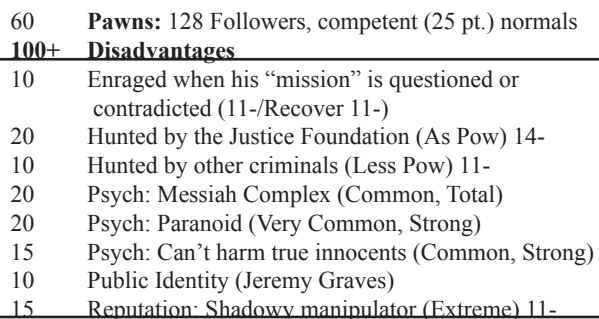 60 Pawns: 128 Followers, competent (25 pt.) normals
100+ Disadvantages
10 Enraged when his “mission” is questioned or
contradicted (11-/Recover 11-)
20 Hunted by the Justice Foundation (As Pow) 14-
10 Hunted by other criminals (Less Pow) 11-
20 Psych: Messiah Complex (Common, Total)
20 Psych: Paranoid (Very Common, Strong)
15 Psych: Can’t harm true innocents (Common, Strong)
10 Public Identity (Jeremy Graves)
15 Reputation: Shadowy manipulator (Extreme) 11-